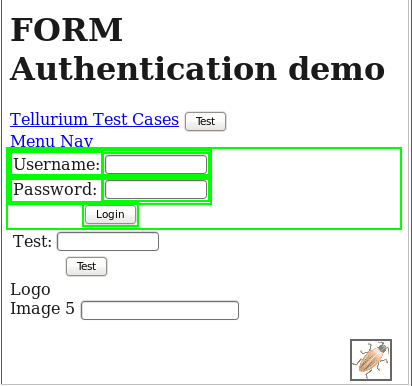 FORM
Authentication demo
Tellurium Test Cases Test
Menu Nav
Username:
Password:
Login
Test:
Test
Logo
Image 5